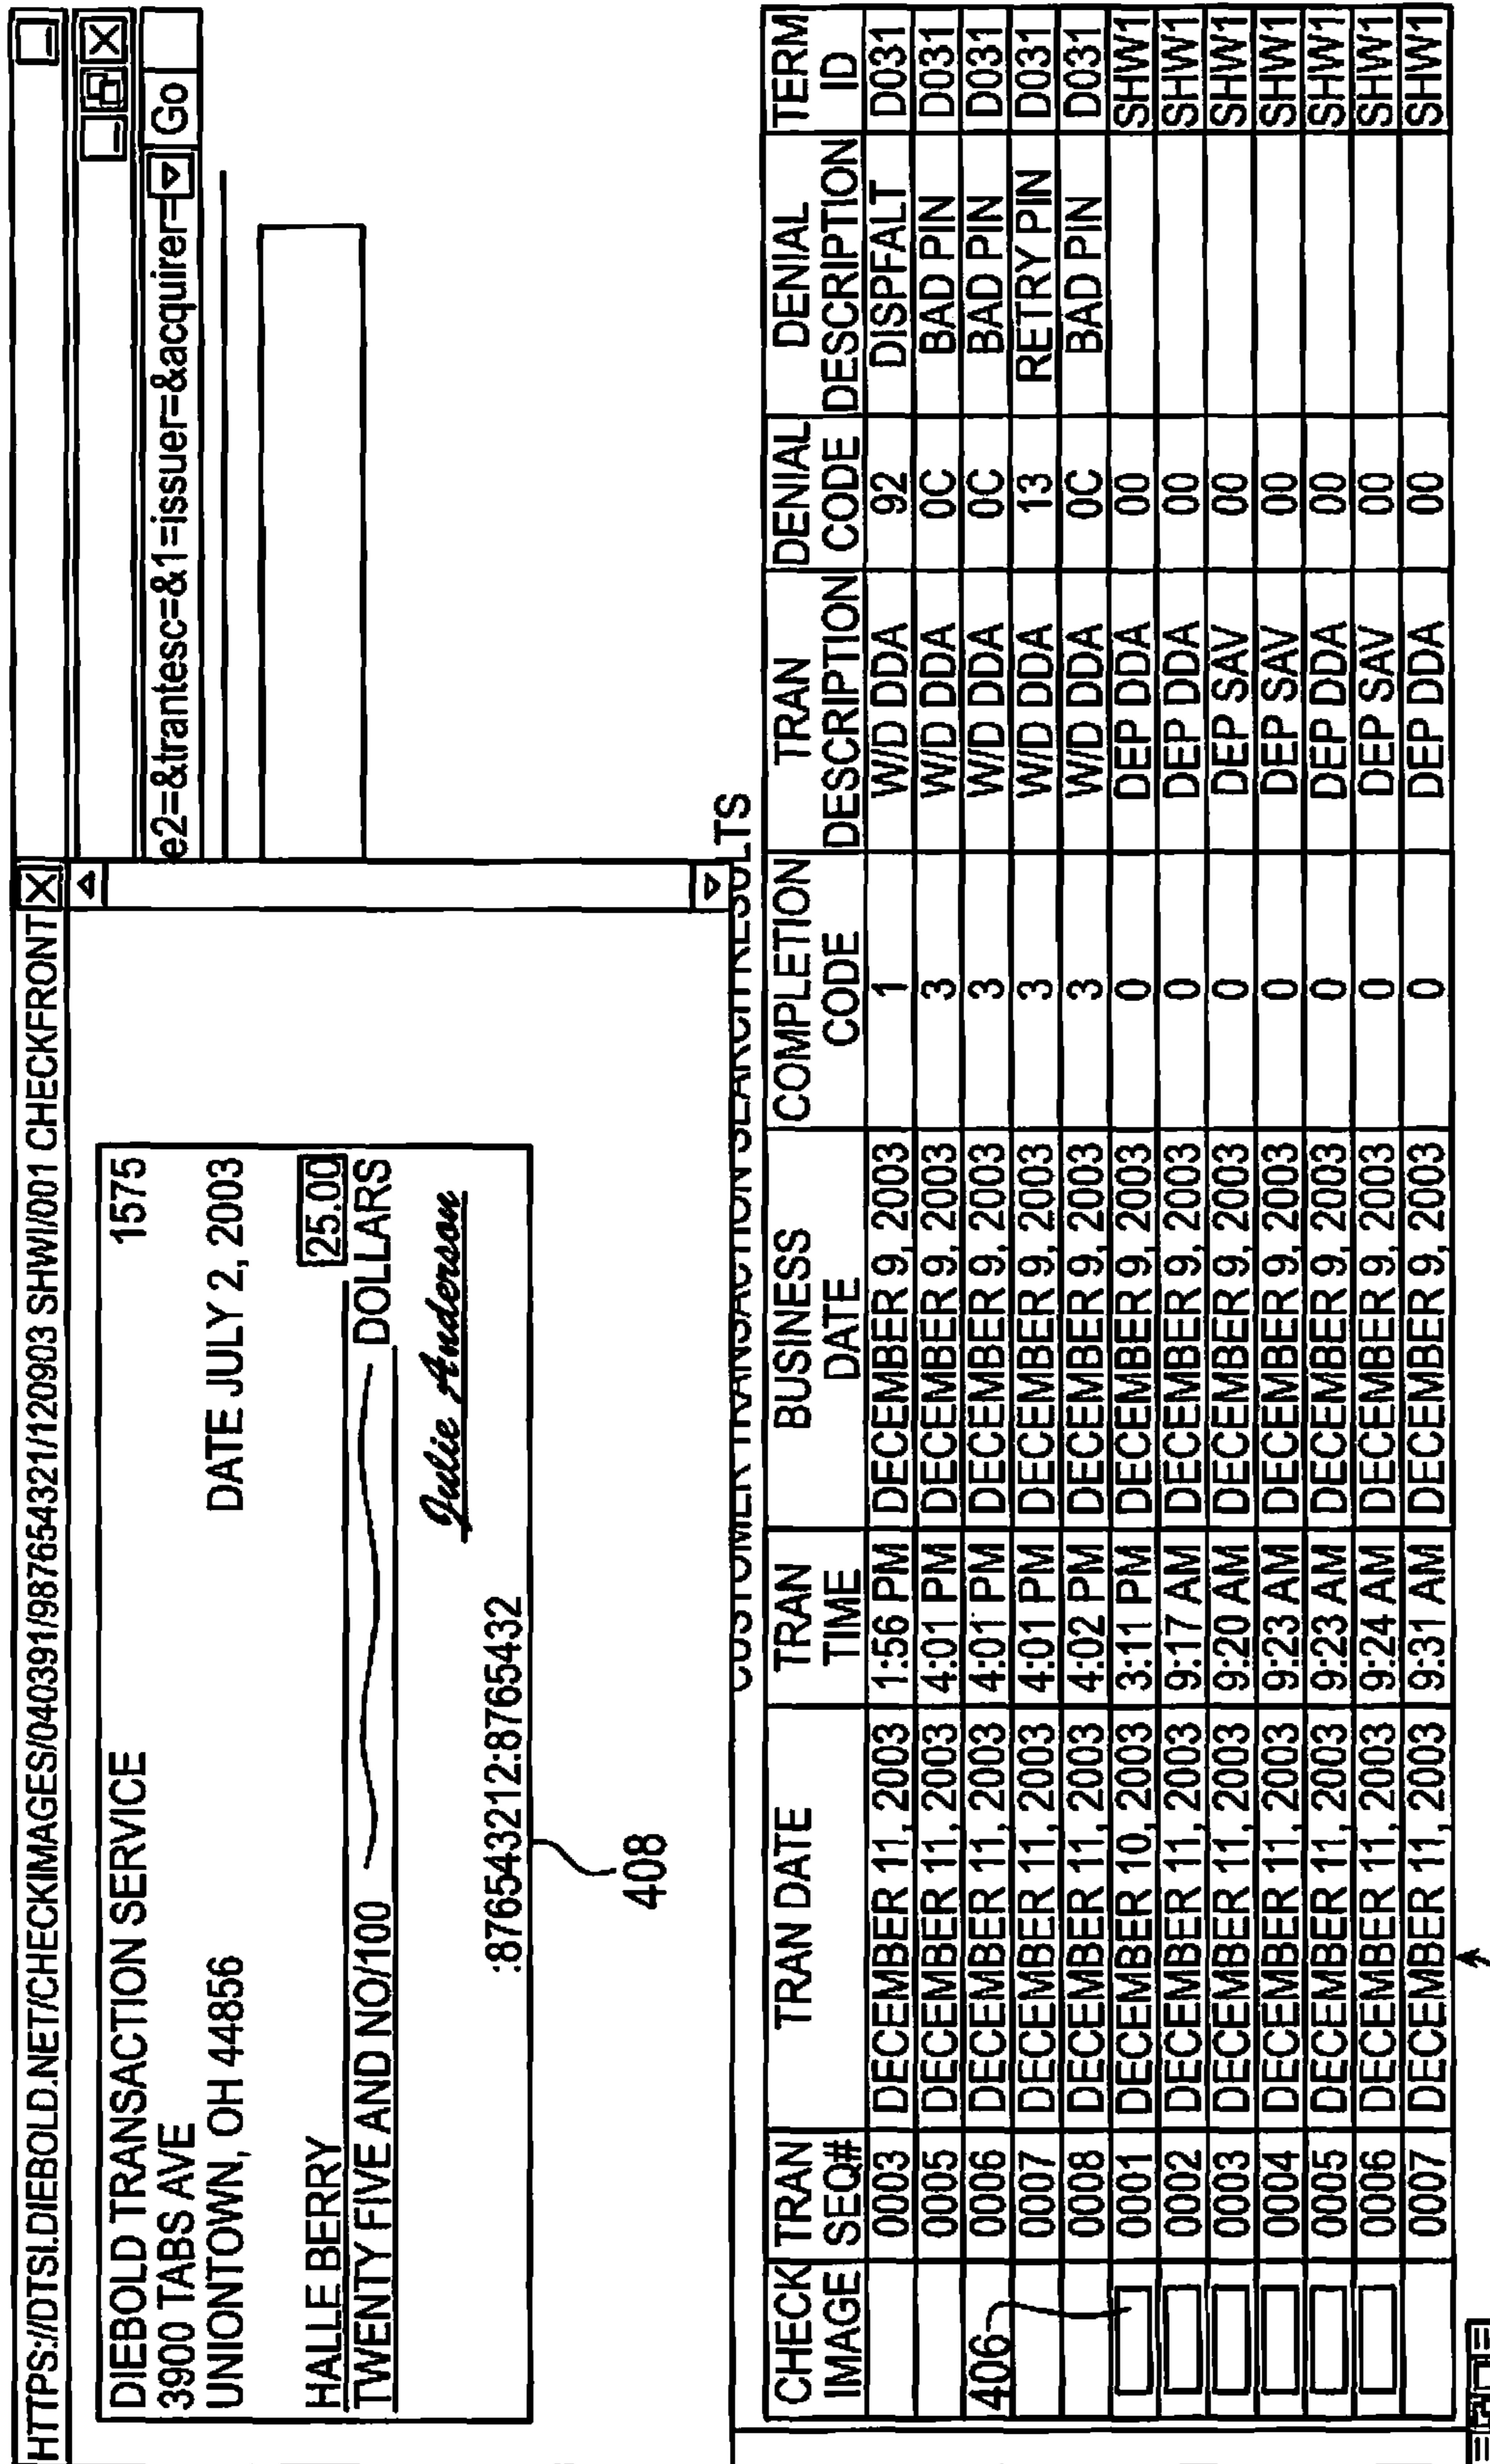 HTTPS://DTSI.DIEBOLD.NET/CHECKIMAGES/040391/987654321/120903 SHWI/001 CHECKFRONT
e2=&trantesc=&1=issuer=&acquirer= Go
DIEBOLD TRANSACTION SERVICE 1575
3900 TABS AVE
UNIONTOWN, OH 44856 DATE JULY 2, 2003
HALLE BERRY 25.00
TWENTY FIVE AND NO/100 DOLLARS
Julie Anderson
:876543212:8765432
408
CUSTOMER TRANSACTION SEARCH RESULTS
CHECK IMAGE TRAN SEQ# TRAN DATE TRAN TIME BUSINESS DATE COMPLETION CODE TRAN DESCRIPTION DENIAL CODE DENIAL DESCRIPTION TERM ID
0003 DECEMBER 11, 2003 1:56 PM DECEMBER 9, 2003 1 W/D DDA 92 DISPFALT D031
0005 DECEMBER 11, 2003 4:01 PM DECEMBER 9, 2003 3 W/D DDA 0C BAD PIN D031
406 0006 DECEMBER 11, 2003 4:01 PM DECEMBER 9, 2003 3 W/D DDA 0C BAD PIN D031
0007 DECEMBER 11, 2003 4:01 PM DECEMBER 9, 2003 3 W/D DDA 13 RETRY PIN D031
0008 DECEMBER 11, 2003 4:02 PM DECEMBER 9, 2003 3 W/D DDA 0C BAD PIN D031
0001 DECEMBER 10, 2003 3:11 PM DECEMBER 9, 2003 0 DEP DDA 00 SHW1
0002 DECEMBER 11, 2003 9:17 AM DECEMBER 9, 2003 0 DEP DDA 00 SHW1
0003 DECEMBER 11, 2003 9:20 AM DECEMBER 9, 2003 0 DEP SAV 00 SHW1
0004 DECEMBER 11, 2003 9:23 AM DECEMBER 9, 2003 0 DEP SAV 00 SHW1
0005 DECEMBER 11, 2003 9:23 AM DECEMBER 9, 2003 0 DEP DDA 00 SHW1
0006 DECEMBER 11, 2003 9:24 AM DECEMBER 9, 2003 0 DEP SAV 00 SHW1
0007 DECEMBER 11, 2003 9:31 AM DECEMBER 9, 2003 0 DEP DDA 00 SHW1